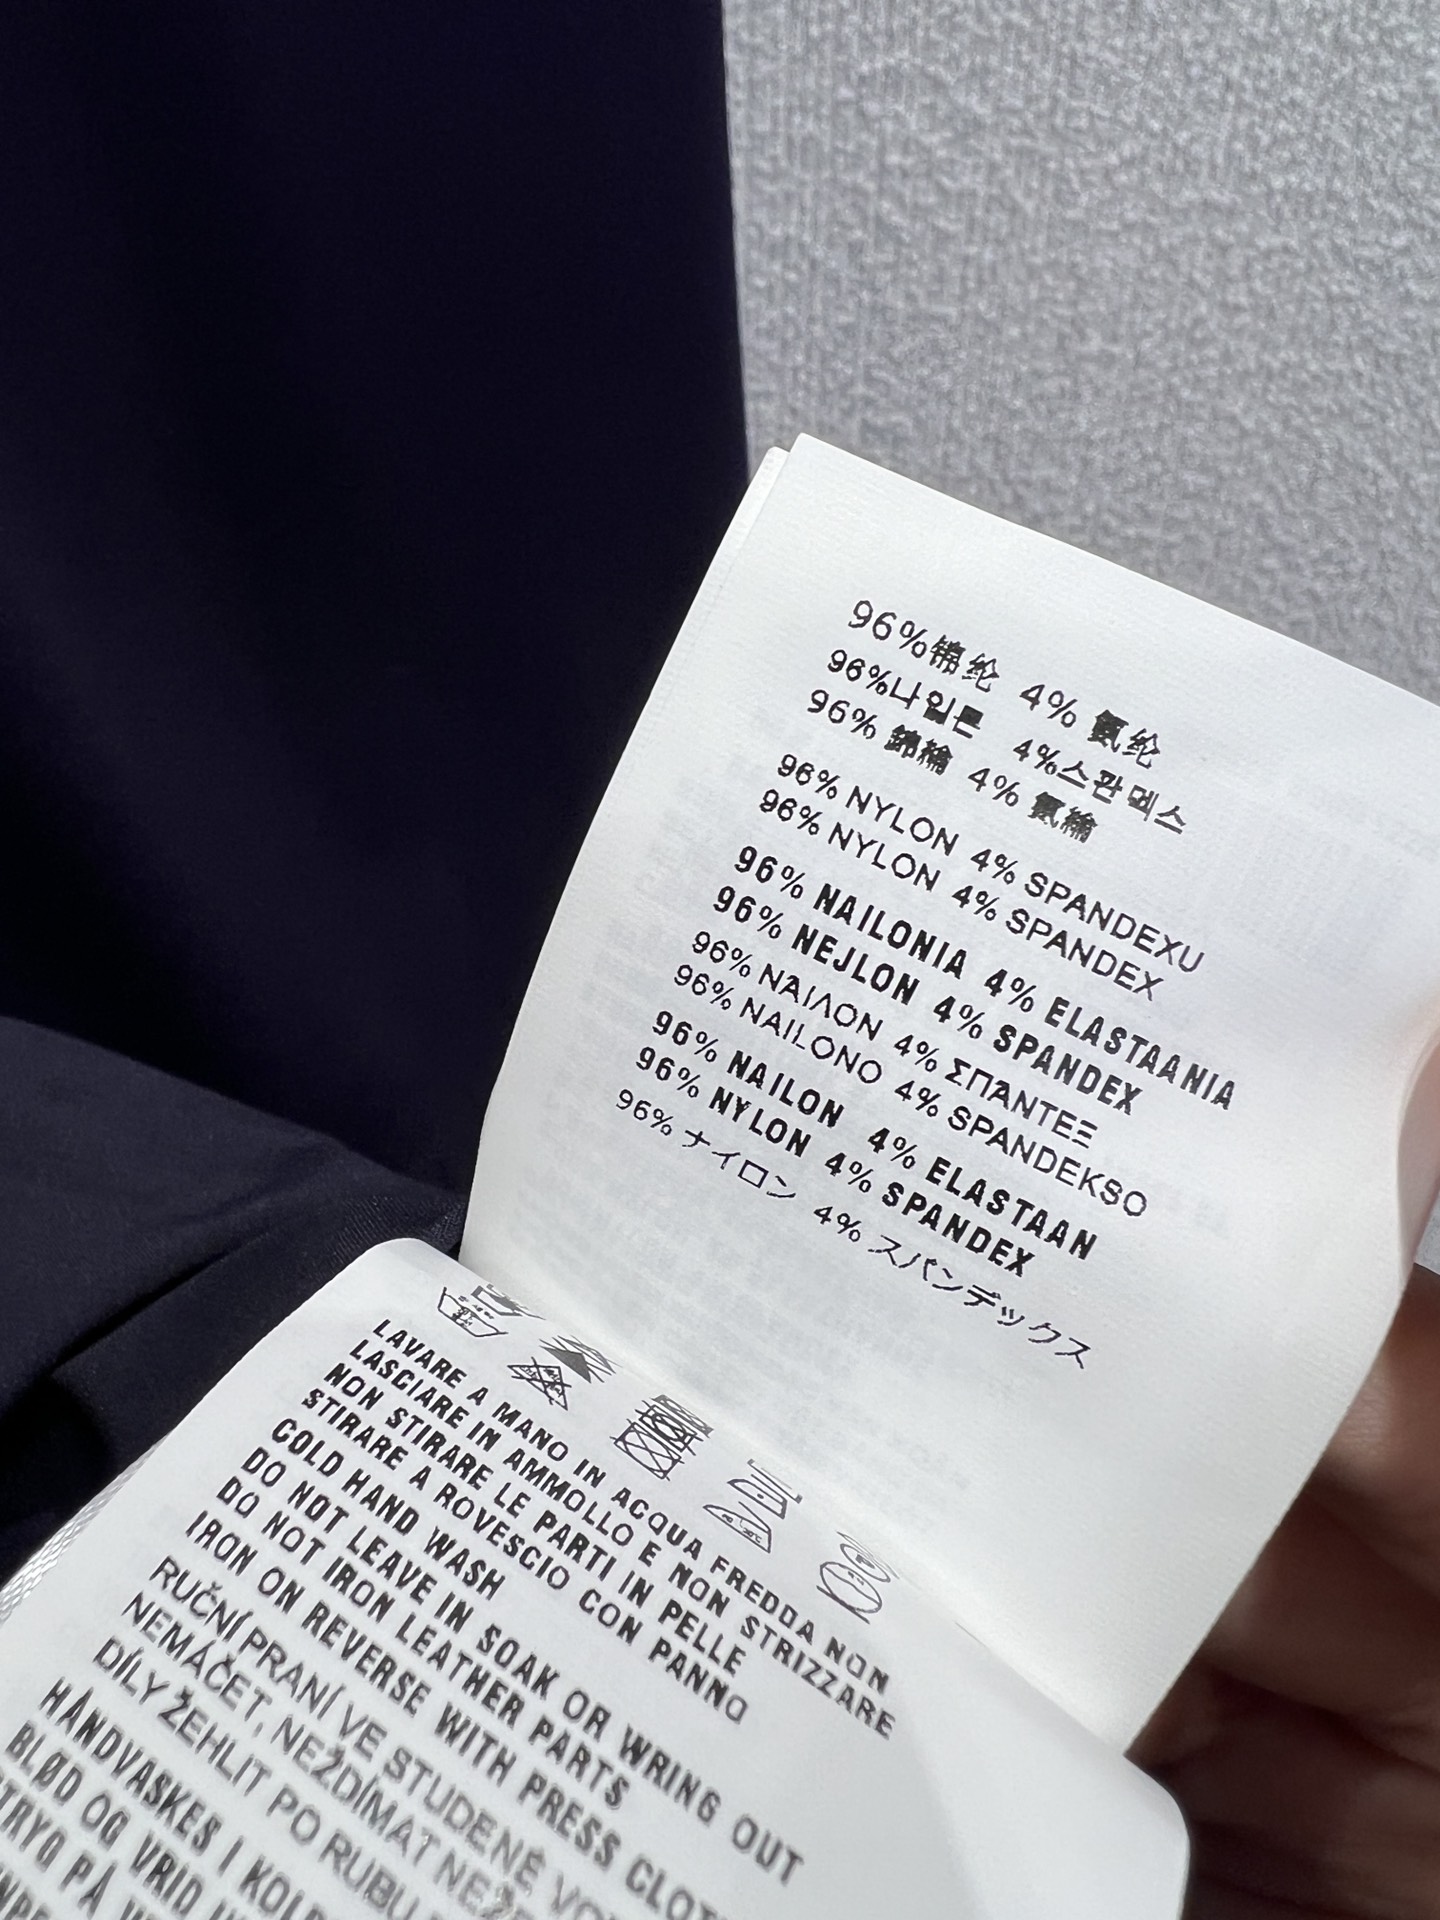 96%锦纶 4% 氨纶
96%나일론 4%스판덱스
96% 錦綸 4% 氨綸
96% NYLON 4% SPANDEXU
96% NYLON 4% SPANDEX
96% NAILONIA 4% ELASTAANIA
96% NEJLON 4% SPANDEX
96% ΝΑΙΛΟΝ 4% ΣΠΑΝΤΕΞ
96% NAILONO 4% SPANDEKSO
96% NAILON 4% ELASTAAN
96% NYLON 4% SPANDEX
96% ナイロン 4% スパンデックス
LAVARE A MANO IN ACQUA FREDDA NON
LASCIARE IN AMMOLLO E NON STRIZZARE
NON STIRARE LE PARTI IN PELLE
STIRARE A ROVESCIO CON PANNO
COLD HAND WASH
DO NOT LEAVE IN SOAK OR WRING OUT
DO NOT IRON LEATHER PARTS
IRON ON REVERSE WITH PRESS CLOTH
RUČNÍ PRANÍ VE STUDENÉ
NEMÁČET, NEŽDÍMAT
DÍLY ŽEHLIT PO RUBU
HÅNDVASKES I
BLØD OG VRID
PÅ